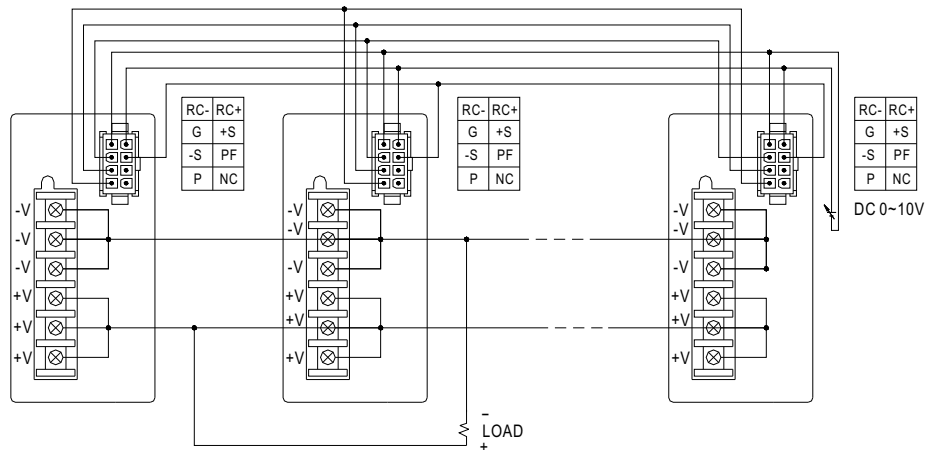 RC- RC+
G +S
-S PF
P NC
RC- RC+
G +S
-S PF
P NC
RC- RC+
G +S
-S PF
P NC
DC 0~10V
-V
-V
-V
+V
+V
+V
-V
-V
-V
+V
+V
+V
-V
-V
-V
+V
+V
+V
-
LOAD
+